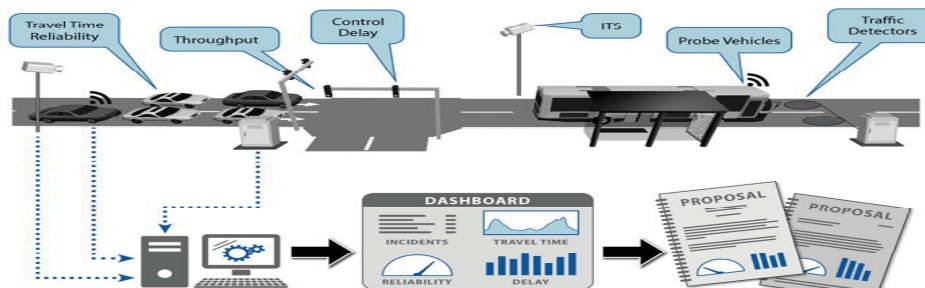 Travel Time
Reliability
Throughput
Control
Delay
ITS
Probe Vehicles
Traffic
Detectors
DASHBOARD
INCIDENTS
TRAVEL TIME
RELIABILITY
DELAY
PROPOSAL
PROPOSAL